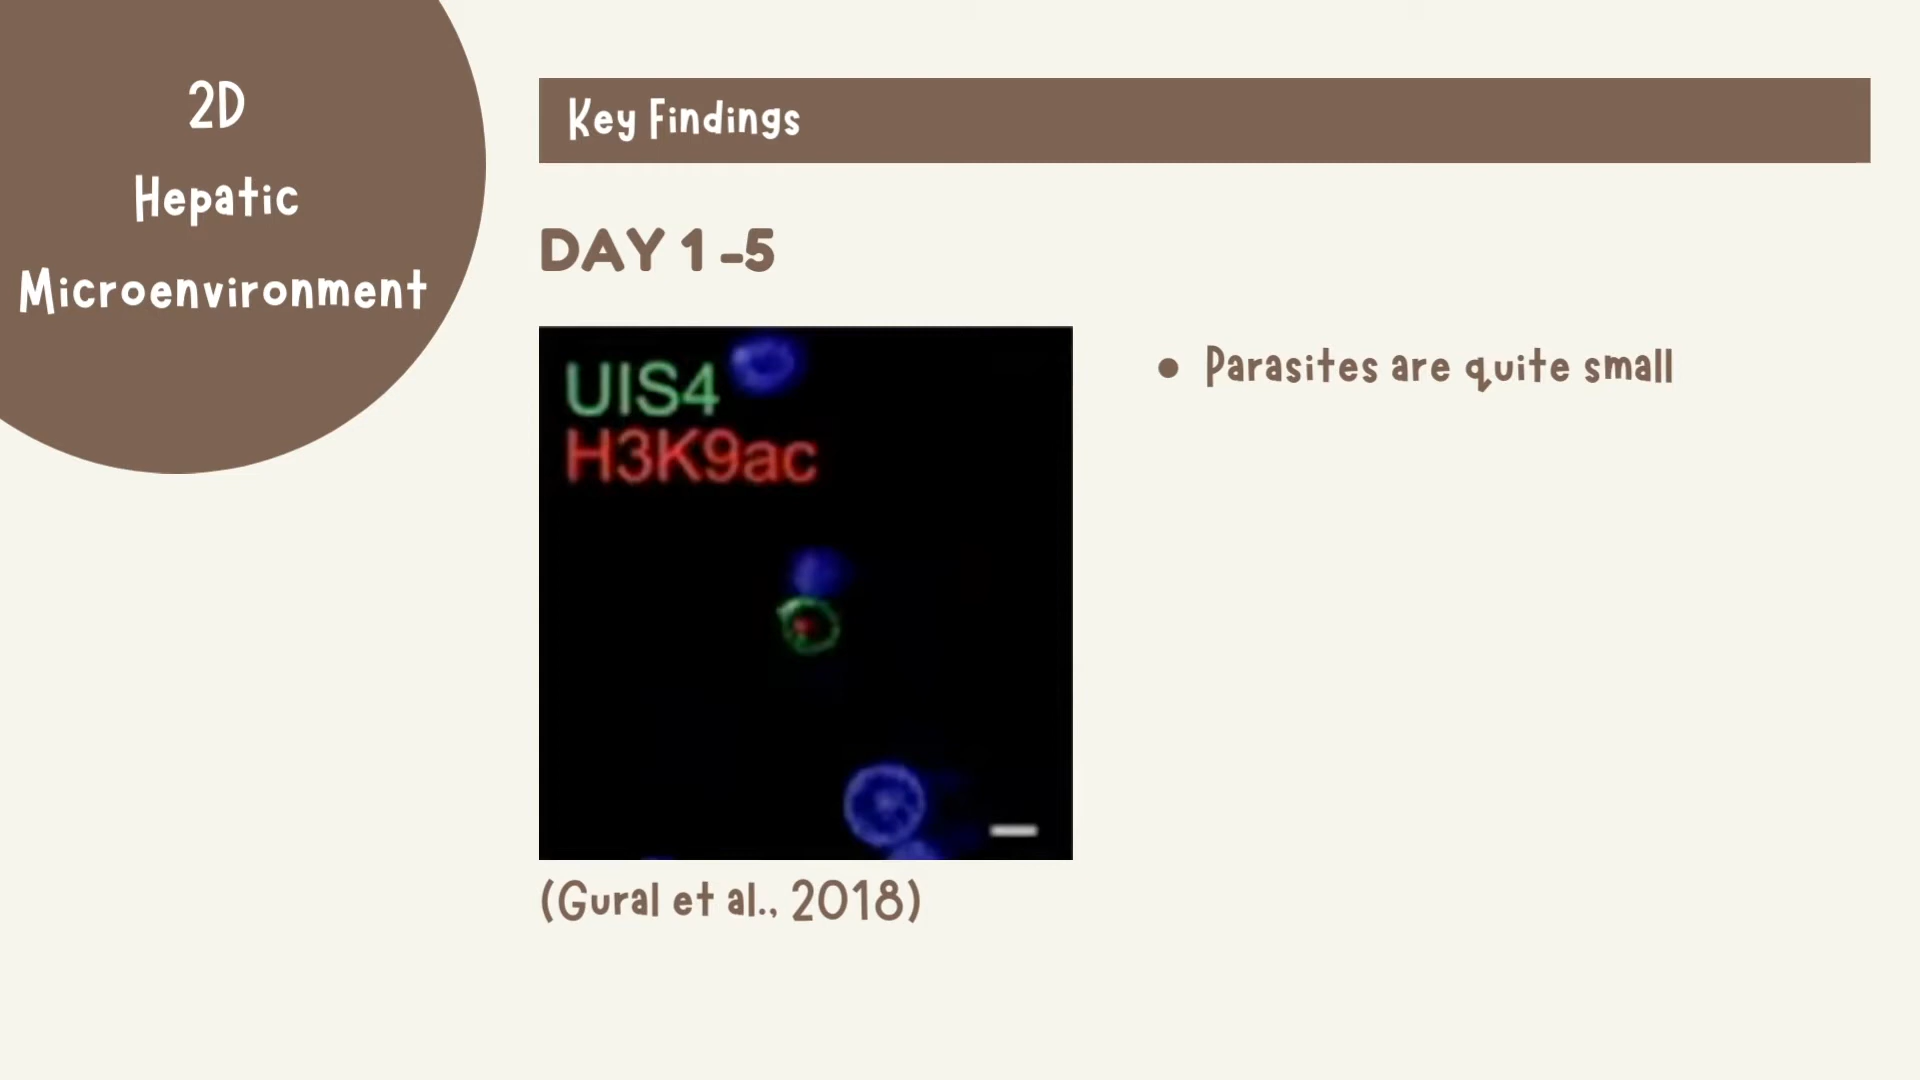 2D
Hepatic
Microenvironment
Key Findings
DAY 1 -5
UIS4
H3K9ac
• Parasites are quite small
(Gural et al., 2018)